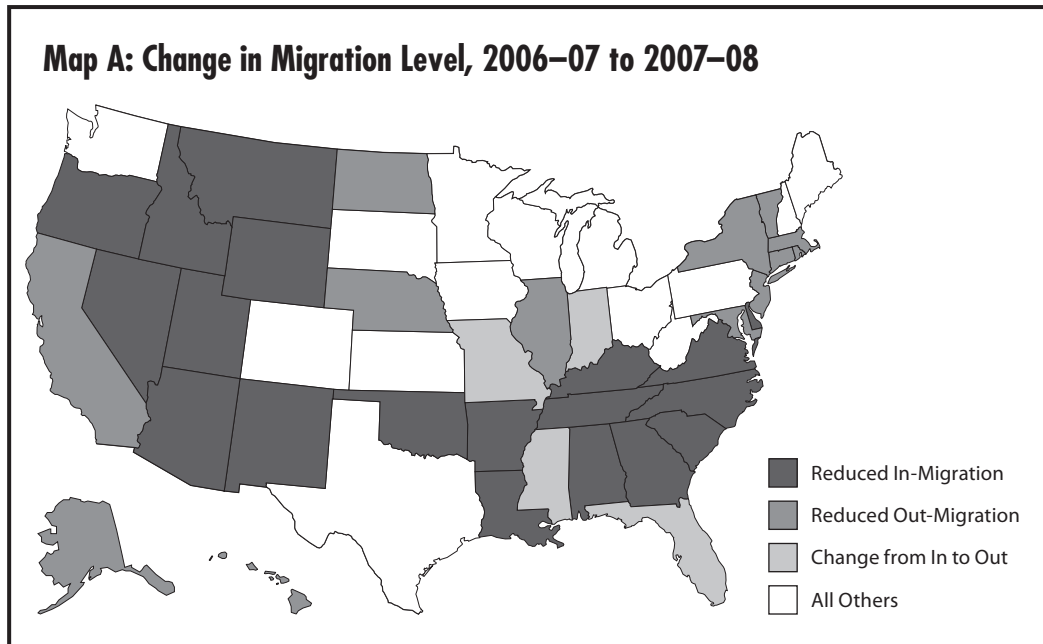 Map A: Change in Migration Level, 2006–07 to 2007–08
Reduced In-Migration
Reduced Out-Migration
Change from In to Out
All Others